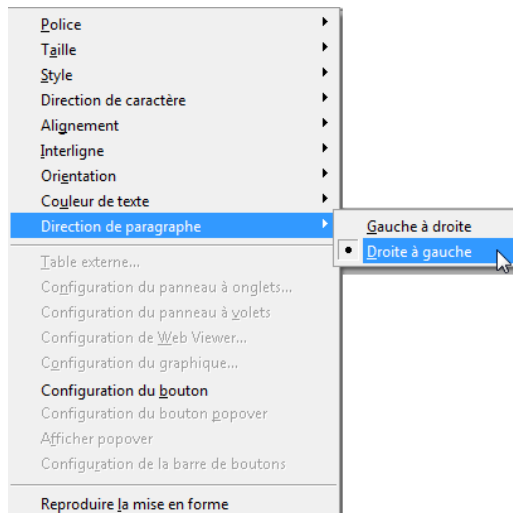 Police
Taille
Style
Direction de caractère
Alignement
Interligne
Orientation
Couleur de texte
Direction de paragraphe
Gauche à droite
Droite à gauche
Table externe...
Configuration du panneau à onglets...
Configuration du panneau à volets
Configuration de Web Viewer...
Configuration du graphique...
Configuration du bouton
Configuration du bouton popover
Afficher popover
Configuration de la barre de boutons
Reproduire la mise en forme